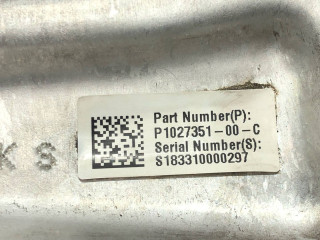 Part Number(P):
P1027351-00-C
Serial Number(S):
S183310000297
K S